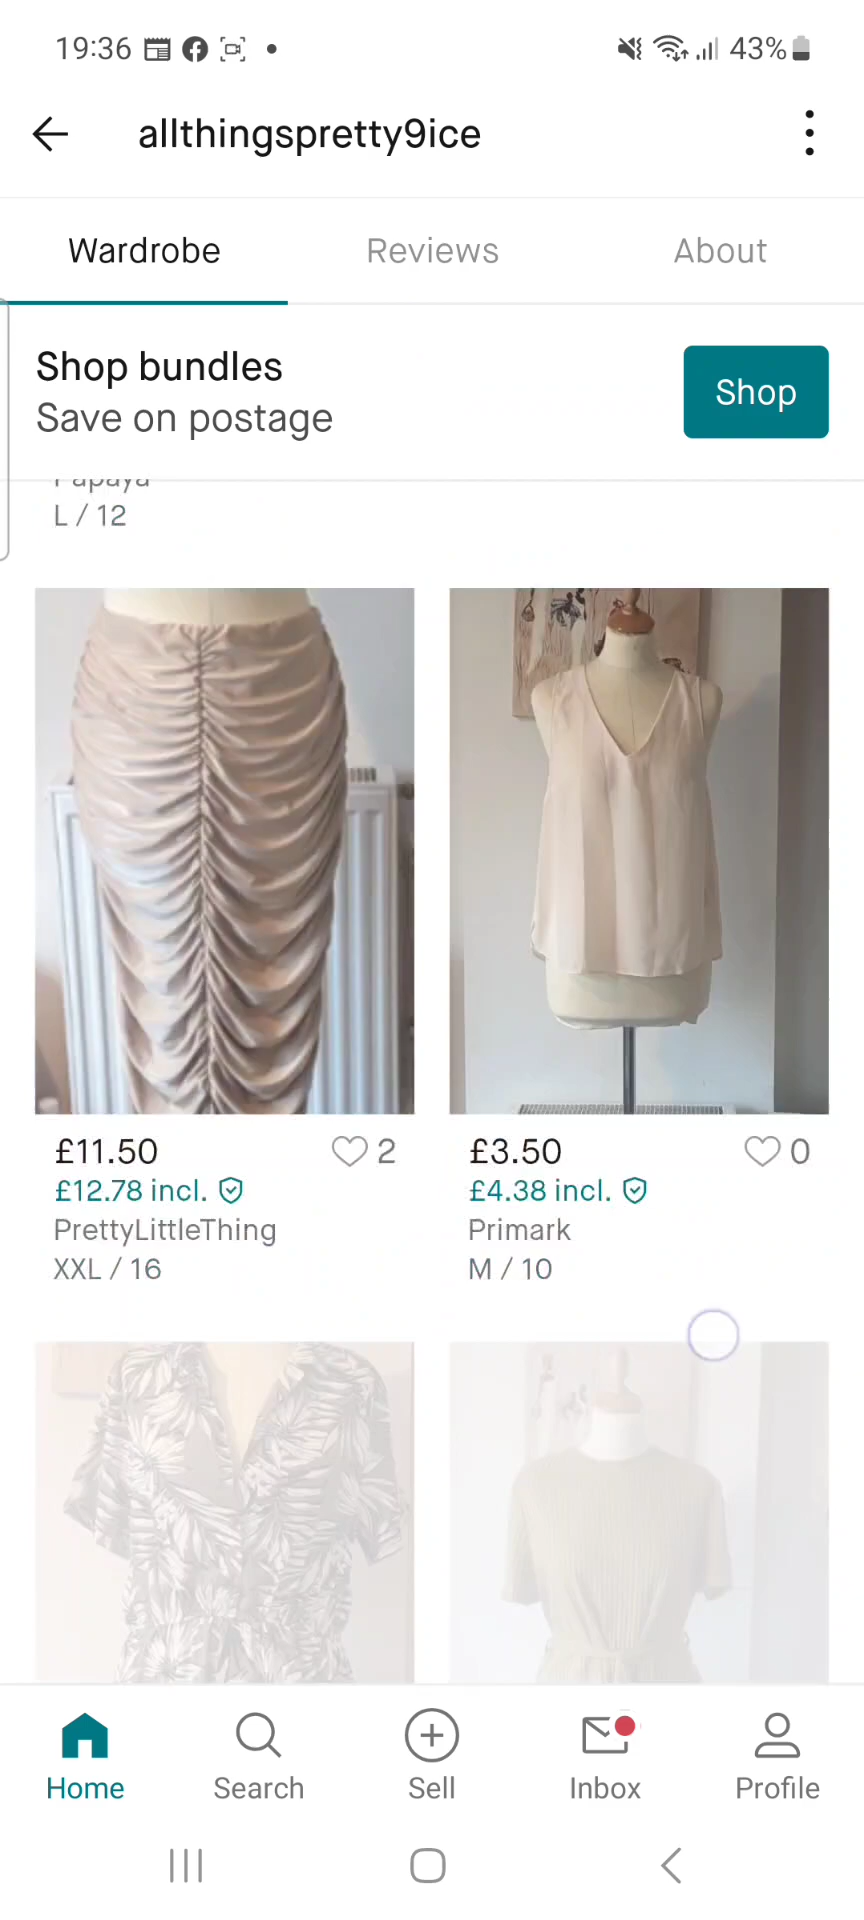 19:36
43%
allthingspretty9ice
Wardrobe
Reviews
About
Shop bundles
Save on postage
Shop
Papaya
L / 12
£11.50
2
£12.78 incl.
PrettyLittleThing
XXL / 16
£3.50
0
£4.38 incl.
Primark
M / 10
Home
Search
Sell
Inbox
Profile